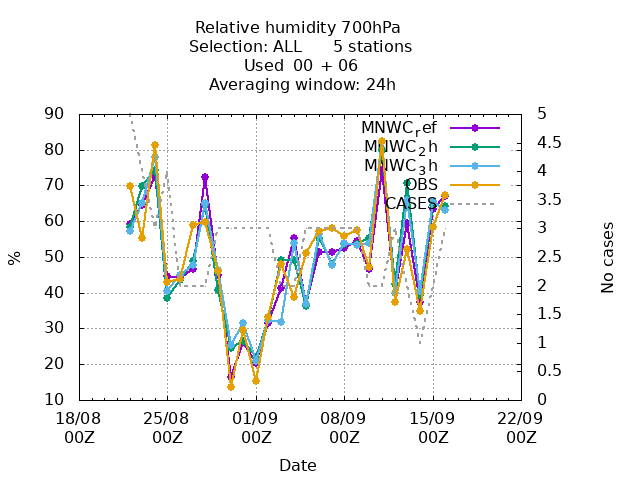 Relative humidity 700hPa
Selection: ALL 5 stations
Used 00 + 06
Averaging window: 24h
90 5
80 4.5
70 4
60 3.5
50 3
40 2.5
30 2
20 1.5
10 1
0.5
0
MNWCref
MNWC2h
MNWC3h
OBS
CASES
%
No cases
18/08 25/08 01/09 08/09 15/09 22/09
00Z 00Z 00Z 00Z 00Z 00Z
Date